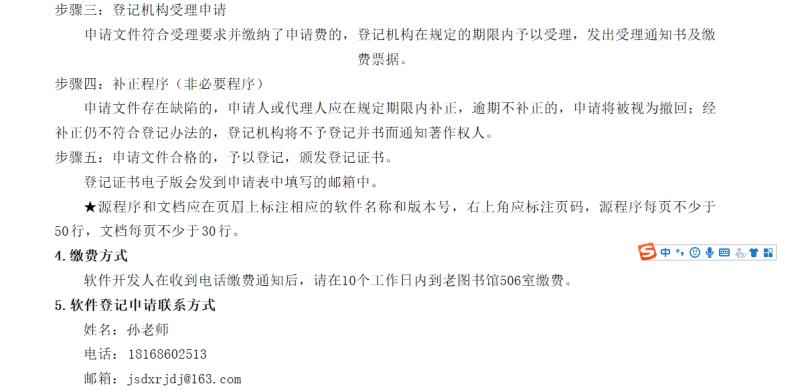 步骤三：登记机构受理申请
申请文件符合受理要求并缴纳了申请费的，登记机构在规定的期限内予以受理，发出受理通知书及缴
费票据。
步骤四：补正程序（非必要程序）
申请文件存在缺陷的，申请人或代理人应在规定期限内补正，逾期不补正的，申请将被视为撤回；经
补正仍不符合登记办法的，登记机构将不予登记并书面通知著作权人。
步骤五：申请文件合格的，予以登记，颁发登记证书。
登记证书电子版会发到申请表中填写的邮箱中。
★源程序和文档应在页眉上标注相应的软件名称和版本号，右上角应标注页码，源程序每页不少于
50行，文档每页不少于30行。
4. 缴费方式
软件开发人在收到电话缴费通知后，请在10个工作日内到老图书馆506室缴费。
5. 软件登记申请联系方式
姓名：孙老师
电话：18168602513
邮箱：jsdxrjdj@163.com
S中